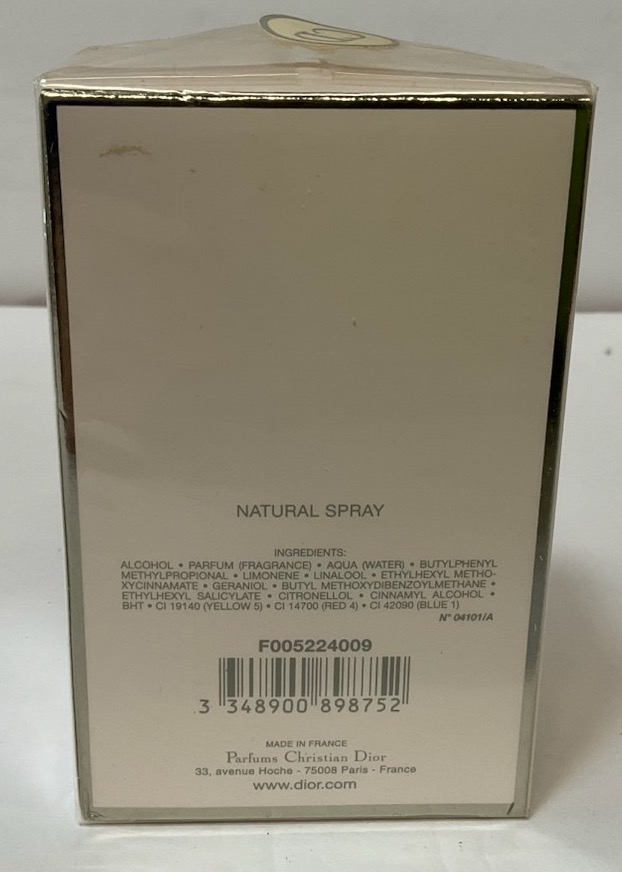 NATURAL SPRAY
INGREDIENTS:
ALCOHOL • PARFUM (FRAGRANCE) • AQUA (WATER) • BUTYLPHENYL
METHYLPROPIONAL • LIMONENE • LINALOOL • ETHYLHEXYL METHO-
XYCINNAMATE • GERANIOL • BUTYL METHOXYDIBENZOYLMETHANE •
ETHYLHEXYL SALICYLATE • CITRONELLOL • CINNAMYL ALCOHOL •
BHT • CI 19140 (YELLOW 5) • CI 14700 (RED 4) • CI 42090 (BLUE 1)
N° 04101/A
F005224009
3 348900 898752
MADE IN FRANCE
Parfums Christian Dior
33, avenue Hoche - 75008 Paris - France
www.dior.com